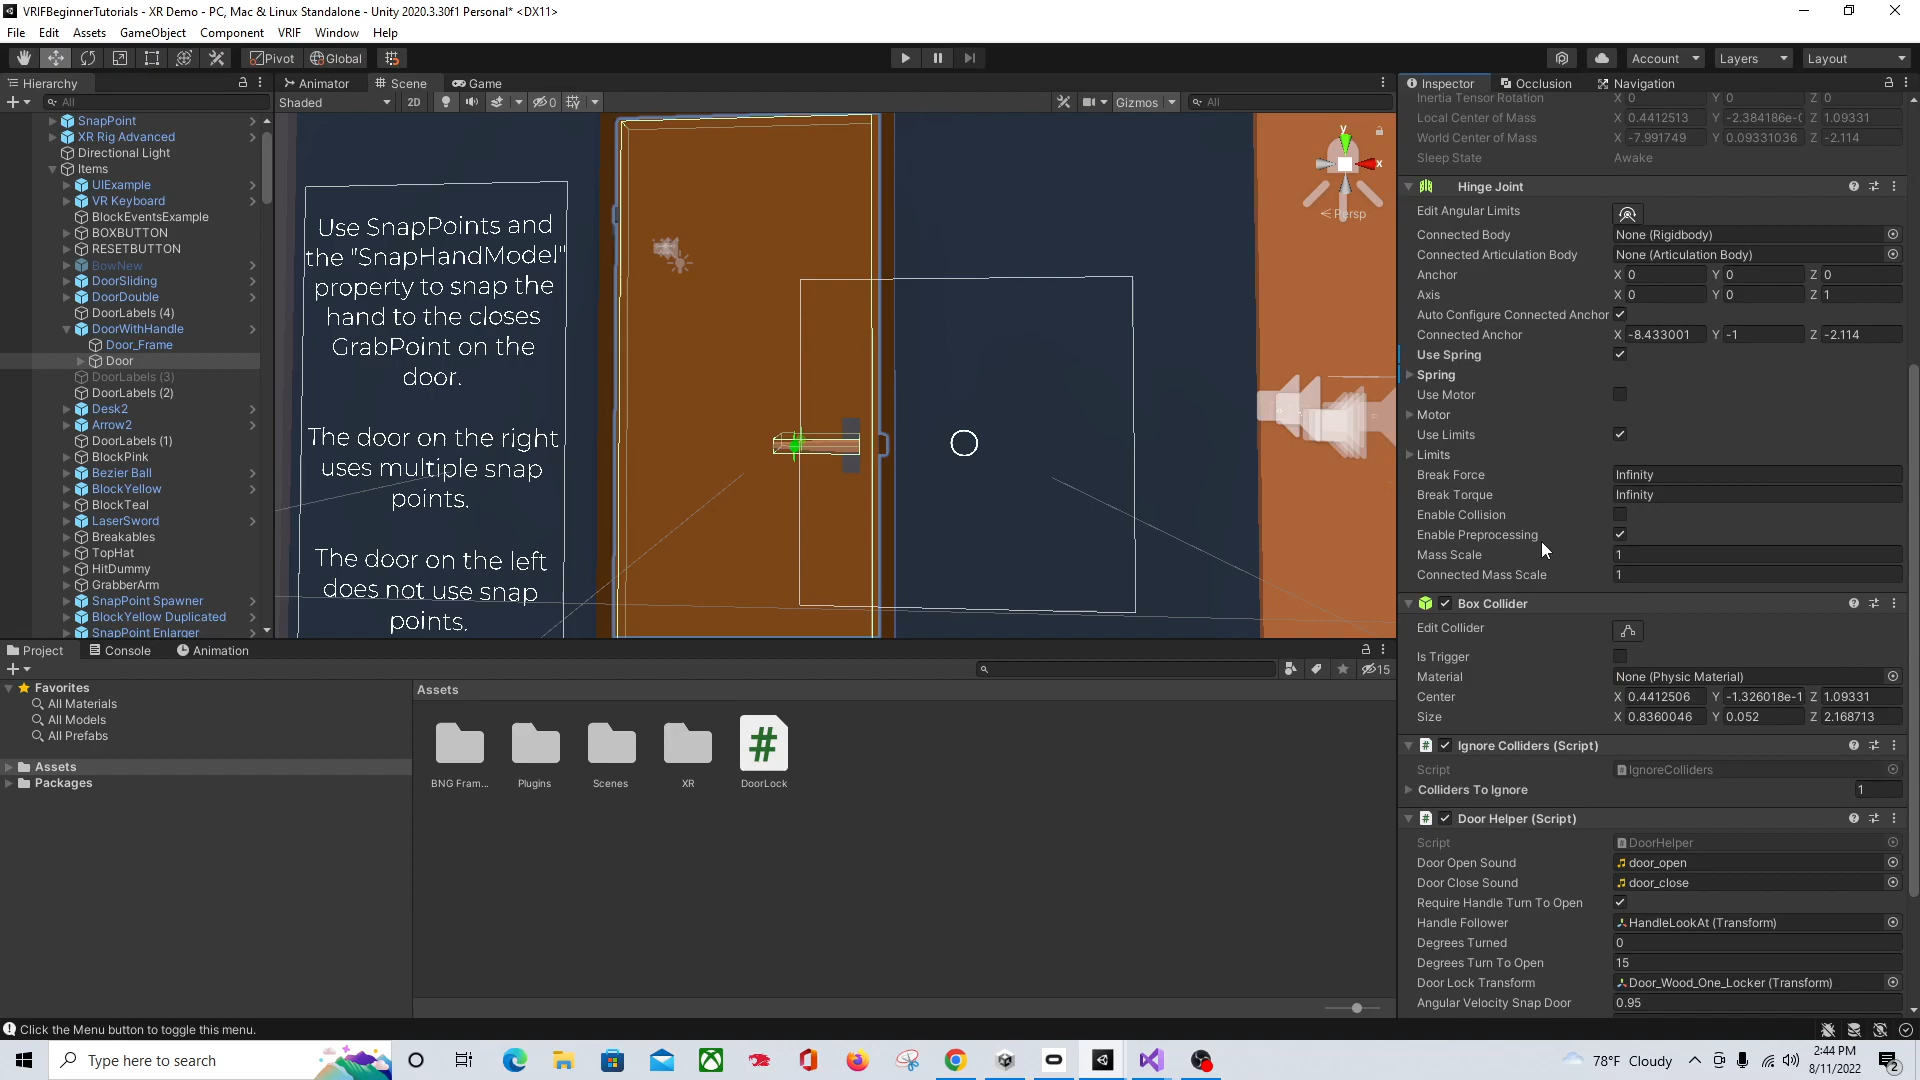 VRIFBeginnerTutorials - XR Demo - PC, Mac & Linux Standalone - Unity 2020.3.30f1 Personal* <DX11>
File Edit Assets GameObject Component VRIF Window Help
Pivot Global Account Layers Layout
Hierarchy
All
SnapPoint
XR Rig Advanced
Directional Light
Items
UIExample
VR Keyboard
BlockEventsExample
BOXBUTTON
RESETBUTTON
BowNew
DoorSliding
DoorDouble
DoorLabels (4)
DoorWithHandle
Door_Frame
Door
DoorLabels (3)
DoorLabels (2)
Desk2
Arrow2
DoorLabels (1)
BlockPink
Bezier Ball
BlockYellow
BlockTeal
LaserSword
Breakables
TopHat
HitDummy
GrabberArm
SnapPoint Spawner
BlockYellow Duplicated
SnapPoint Enlarger
Animator Scene Game
Shaded 2D 0 Gizmos All
Use SnapPoints and
the "SnapHandModel"
property to snap the
hand to the closes
GrabPoint on the
door.
The door on the right
uses multiple snap
points.
The door on the left
does not use snap
points.
y
x
Persp
Inspector Occlusion Navigation
Inertia Tensor Rotation X 0 Y 0 Z 0
Local Center of Mass X 0.4412513 Y -2.384186e-0 Z 1.09331
World Center of Mass X -7.991749 Y 0.09331036 Z -2.114
Sleep State Awake
Hinge Joint
Edit Angular Limits
Connected Body None (Rigidbody)
Connected Articulation Body None (Articulation Body)
Anchor X 0 Y 0 Z 0
Axis X 0 Y 0 Z 1
Auto Configure Connected Anchor
Connected Anchor X -8.433001 Y -1 Z -2.114
Use Spring
Spring
Use Motor
Motor
Use Limits
Limits
Break Force Infinity
Break Torque Infinity
Enable Collision
Enable Preprocessing
Mass Scale 1
Connected Mass Scale 1
Box Collider
Edit Collider
Is Trigger
Material None (Physic Material)
Center X 0.4412506 Y -1.326018e-1 Z 1.09331
Size X 0.8360046 Y 0.052 Z 2.168713
# Ignore Colliders (Script)
Script IgnoreColliders
Colliders To Ignore 1
# Door Helper (Script)
Script DoorHelper
Door Open Sound door_open
Door Close Sound door_close
Require Handle Turn To Open
Handle Follower HandleLookAt (Transform)
Degrees Turned 0
Degrees Turn To Open 15
Door Lock Transform Door_Wood_One_Locker (Transform)
Angular Velocity Snap Door 0.95
Project Console Animation
15
Favorites
All Materials
All Models
All Prefabs
Assets
Packages
Assets
#
BNG Fram... Plugins Scenes XR DoorLock
Click the Menu button to toggle this menu.
Type here to search
78°F Cloudy
2:44 PM
8/11/2022
2